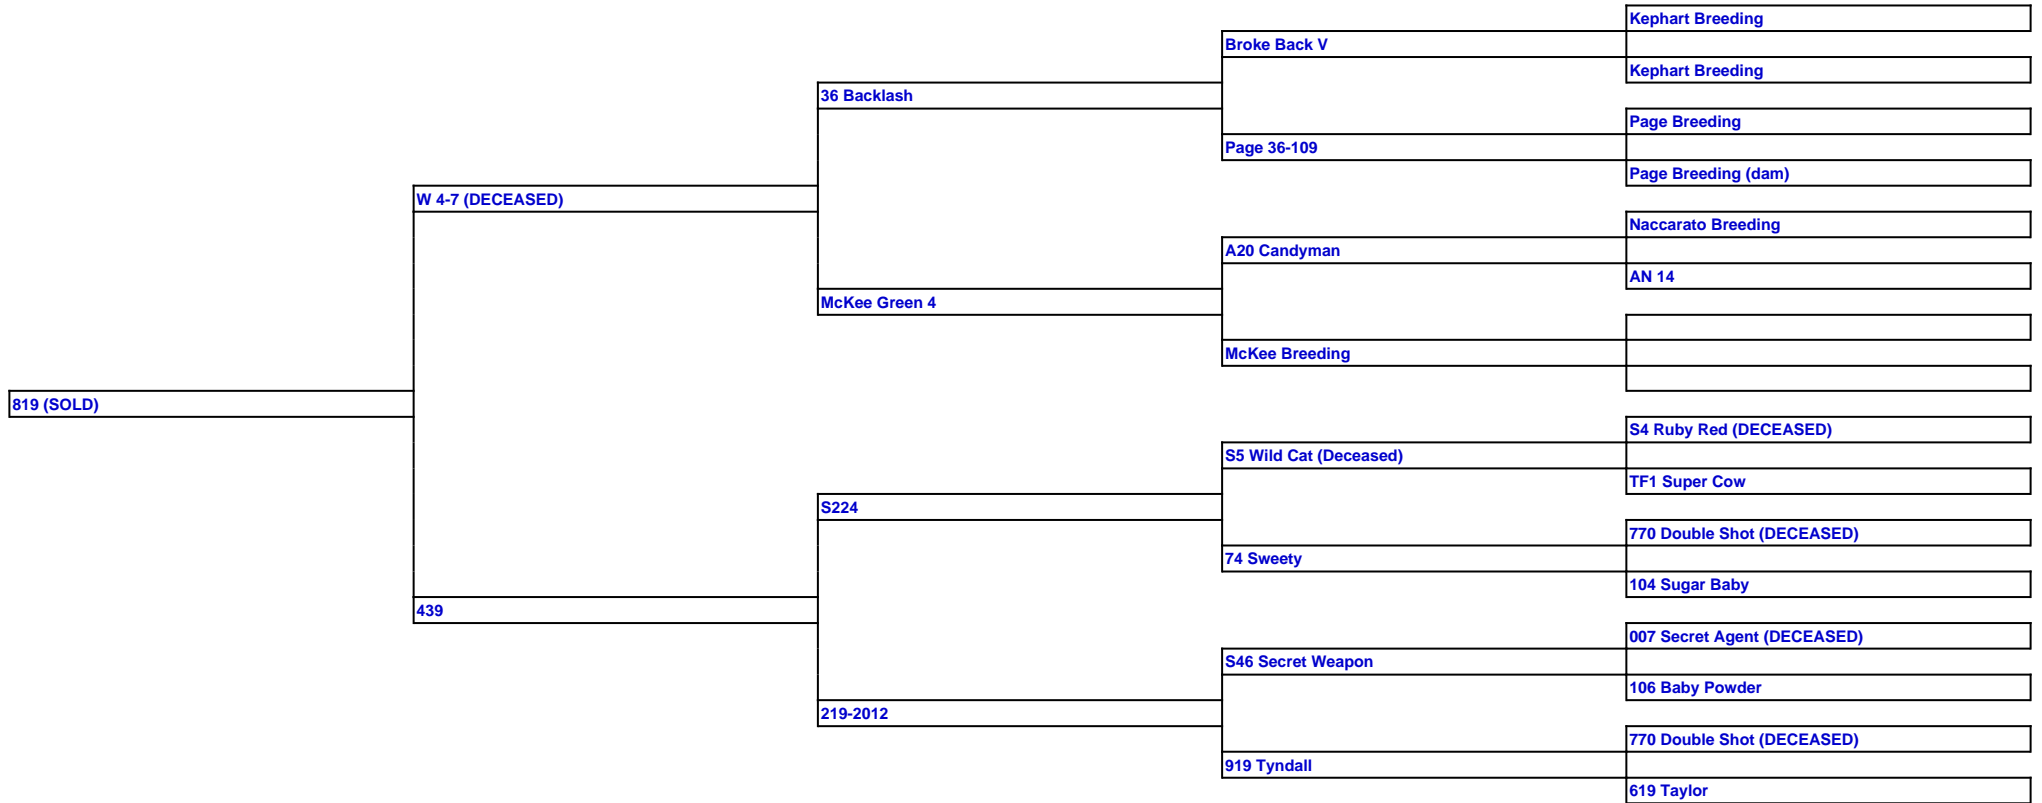 Kephart Breeding
Broke Back V
Kephart Breeding
36 Backlash
Page Breeding
Page 36-109
Page Breeding (dam)
W 4-7 (DECEASED)
Naccarato Breeding
A20 Candyman
AN 14
McKee Green 4
McKee Breeding
819 (SOLD)
S4 Ruby Red (DECEASED)
S5 Wild Cat (Deceased)
TF1 Super Cow
S224
770 Double Shot (DECEASED)
74 Sweety
104 Sugar Baby
439
007 Secret Agent (DECEASED)
S46 Secret Weapon
106 Baby Powder
219-2012
770 Double Shot (DECEASED)
919 Tyndall
619 Taylor